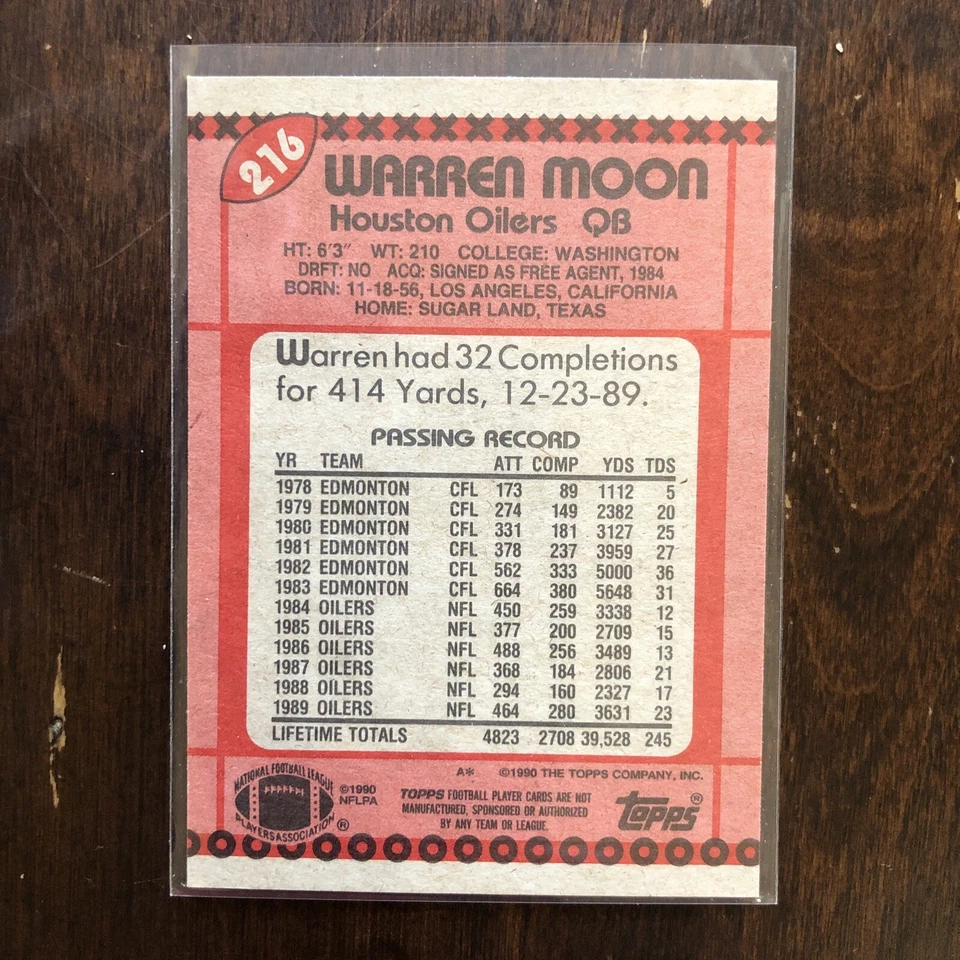 216
WARREN MOON
Houston Oilers QB
HT: 6'3" WT: 210 COLLEGE: WASHINGTON
DRFT: NO ACQ: SIGNED AS FREE AGENT, 1984
BORN: 11-18-56, LOS ANGELES, CALIFORNIA
HOME: SUGAR LAND, TEXAS
Warren had 32 Completions
for 414 Yards, 12-23-89.
PASSING RECORD
YR TEAM ATT COMP YDS TDS
1978 EDMONTON CFL 173 89 1112 5
1979 EDMONTON CFL 274 149 2382 20
1980 EDMONTON CFL 331 181 3127 25
1981 EDMONTON CFL 378 237 3959 27
1982 EDMONTON CFL 562 333 5000 36
1983 EDMONTON CFL 664 380 5648 31
1984 OILERS NFL 450 259 3338 12
1985 OILERS NFL 377 200 2709 15
1986 OILERS NFL 488 256 3489 13
1987 OILERS NFL 368 184 2806 21
1988 OILERS NFL 294 160 2327 17
1989 OILERS NFL 464 280 3631 23
LIFETIME TOTALS 4823 2708 39,528 245
A* ©1990 THE TOPPS COMPANY, INC.
NATIONAL FOOTBALL LEAGUE
PLAYERS ASSOCIATION ®
©1990
NFLPA
TOPPS FOOTBALL PLAYER CARDS ARE NOT
MANUFACTURED, SPONSORED OR AUTHORIZED
BY ANY TEAM OR LEAGUE.
topps®